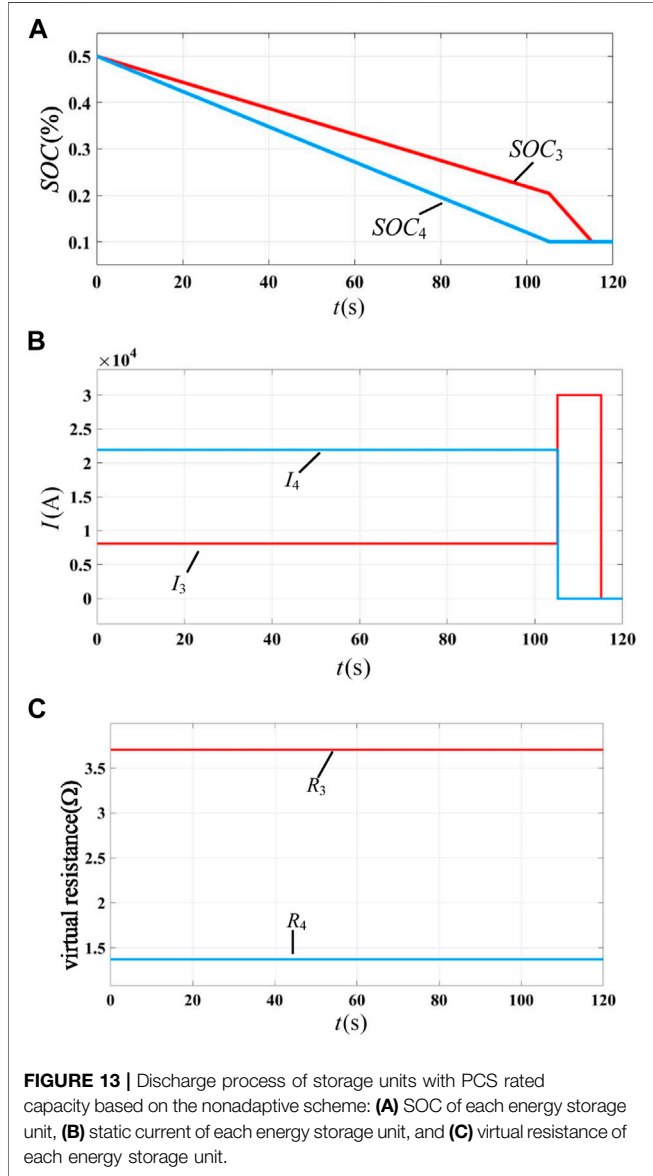 A
0.5
0.4
0.3
0.2
0.1
SOC(%)
SOC₃
SOC₄
0 20 40 60 80 100 120
t(s)
B
×10⁴
3
2.5
2
1.5
1
0.5
0
I(A)
I₄
I₃
0 20 40 60 80 100 120
t(s)
C
3.5
3
2.5
2
1.5
virtual resistance(Ω)
R₃
R₄
0 20 40 60 80 100 120
t(s)
FIGURE 13 | Discharge process of storage units with PCS rated
capacity based on the nonadaptive scheme: (A) SOC of each energy storage
unit, (B) static current of each energy storage unit, and (C) virtual resistance of
each energy storage unit.